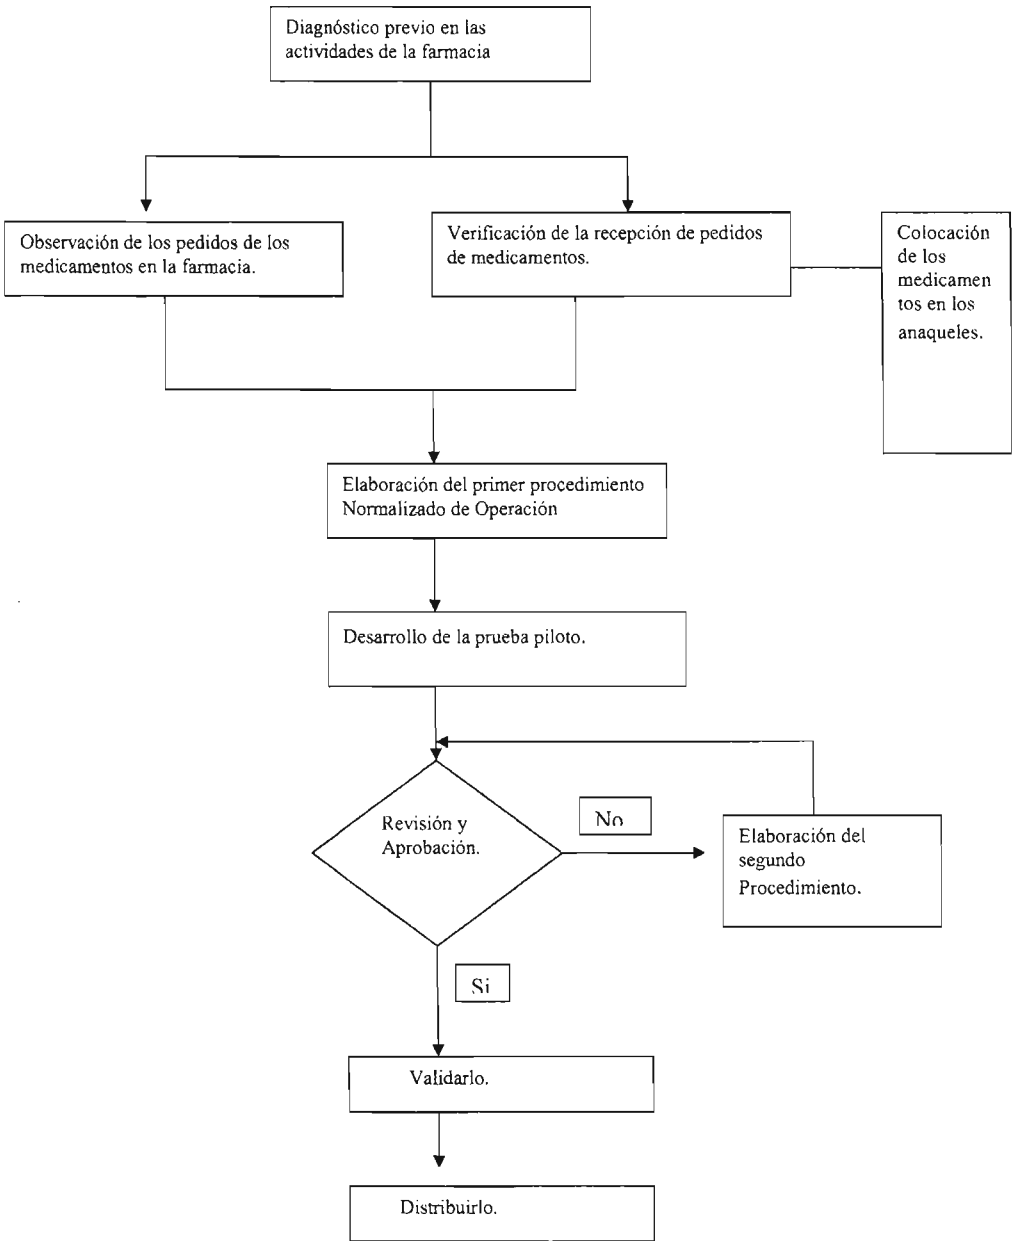 Diagnóstico previo en las
actividades de la farmacia
Observación de los pedidos de los
medicamentos en la farmacia.
Verificación de la recepción de pedidos
de medicamentos.
Colocación
de los
medicamen
tos en los
anaqueles.
Elaboración del primer procedimiento
Normalizado de Operación
Desarrollo de la prueba piloto.
Revisión y
Aprobación.
No
Elaboración del
segundo
Procedimiento.
Si
Validarlo.
Distribuirlo.